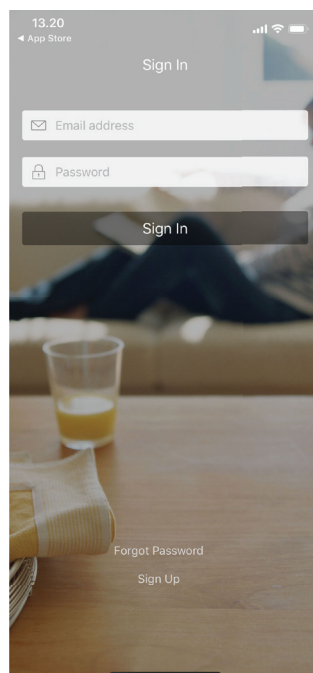 13.20
◀ App Store
Sign In
Email address
Password
Sign In
Forgot Password
Sign Up